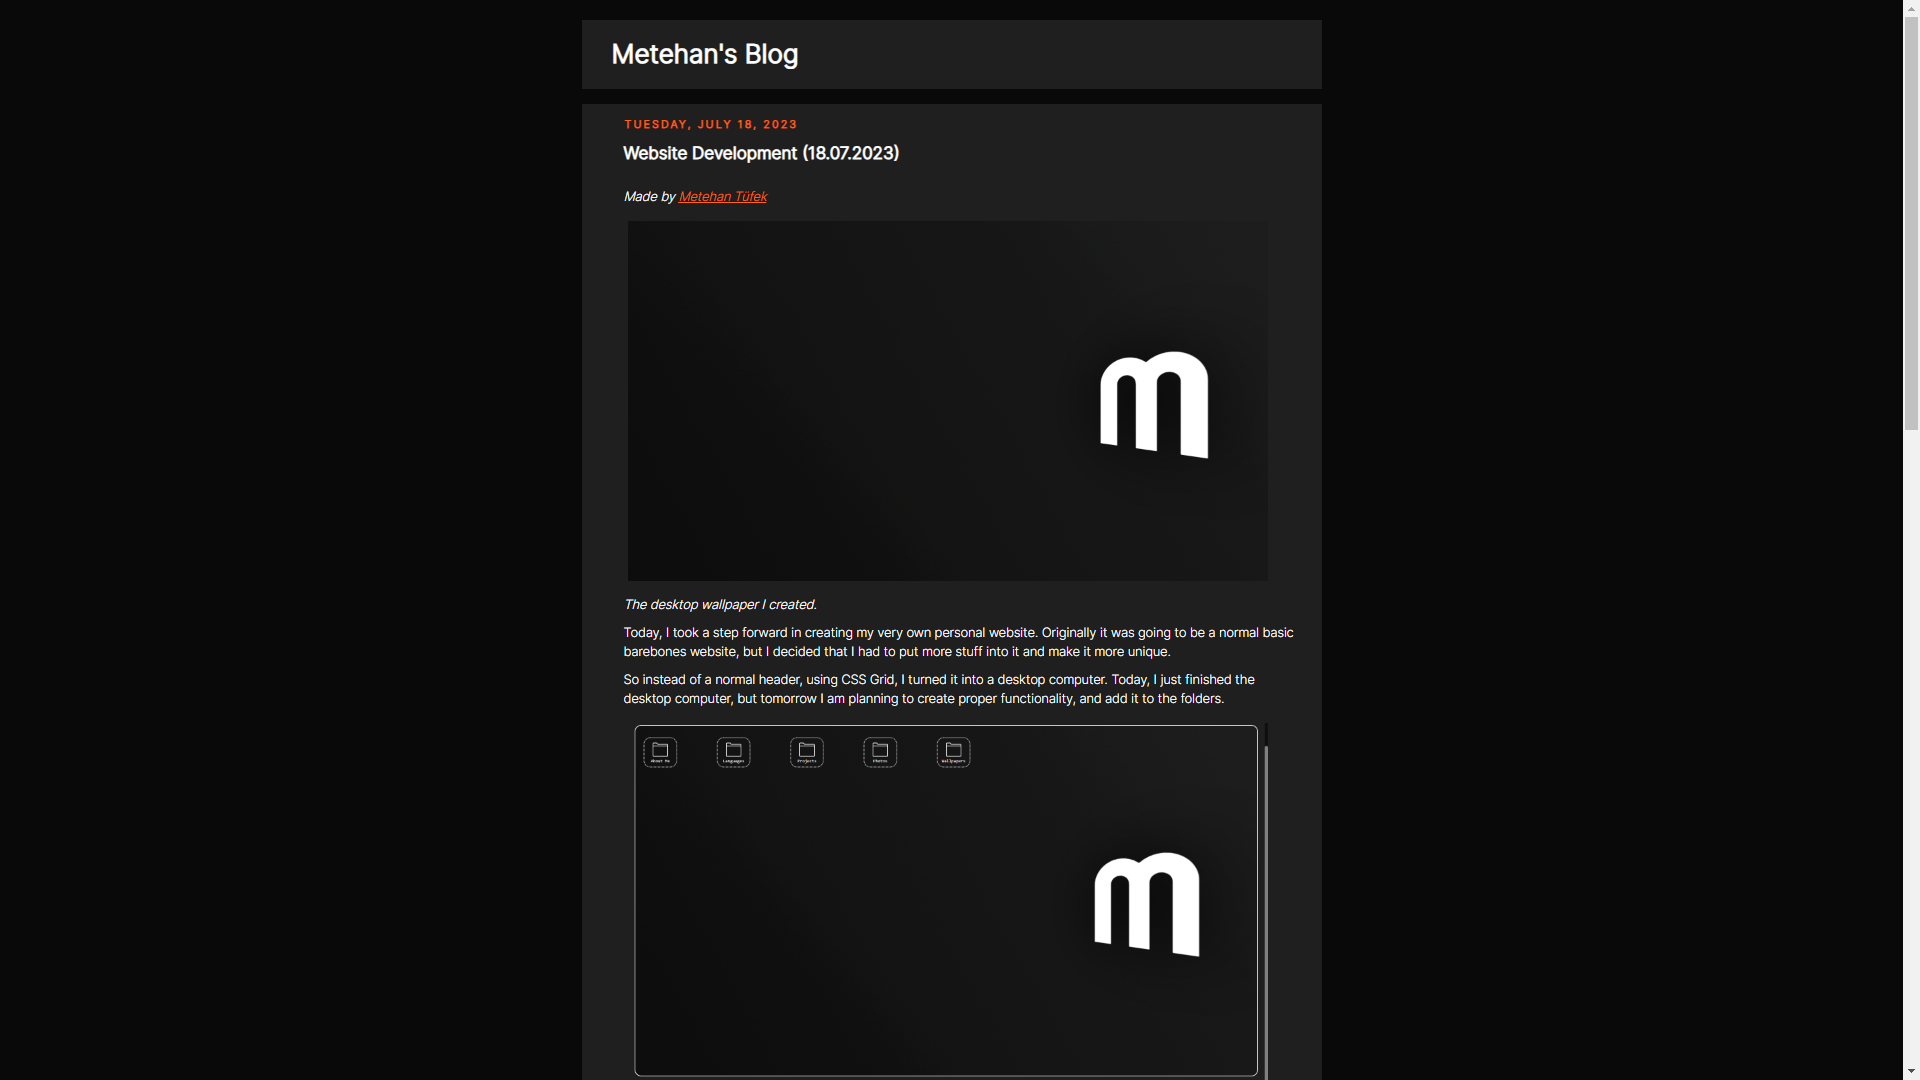 Metehan's Blog
TUESDAY, JULY 18, 2023
Website Development (18.07.2023)
Made by Metehan Tüfek
m
The desktop wallpaper I created.
Today, I took a step forward in creating my very own personal website. Originally it was going to be a normal basic
barebones website, but I decided that I had to put more stuff into it and make it more unique.
So instead of a normal header, using CSS Grid, I turned it into a desktop computer. Today, I just finished the
desktop computer, but tomorrow I am planning to create proper functionality, and add it to the folders.
About Me Languages Projects Photos Wallpapers
m